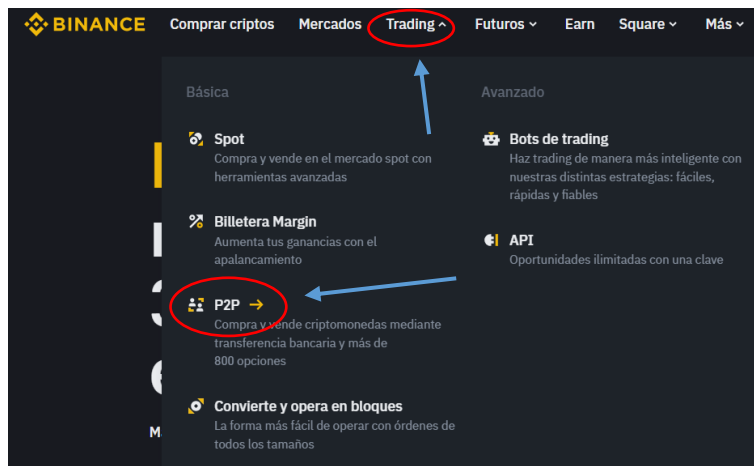 BINANCE Comprar criptos Mercados Trading Futuros Earn Square Más
Básica
Spot
Compra y vende en el mercado spot con
herramientas avanzadas
Billetera Margin
Aumenta tus ganancias con el
apalancamiento
P2P →
Compra y vende criptomonedas mediante
transferencia bancaria y más de
800 opciones
Convierte y opera en bloques
La forma más fácil de operar con órdenes de
todos los tamaños
Avanzado
Bots de trading
Haz trading de manera más inteligente con
nuestras distintas estrategias: fáciles,
rápidas y fiables
API
Oportunidades ilimitadas con una clave